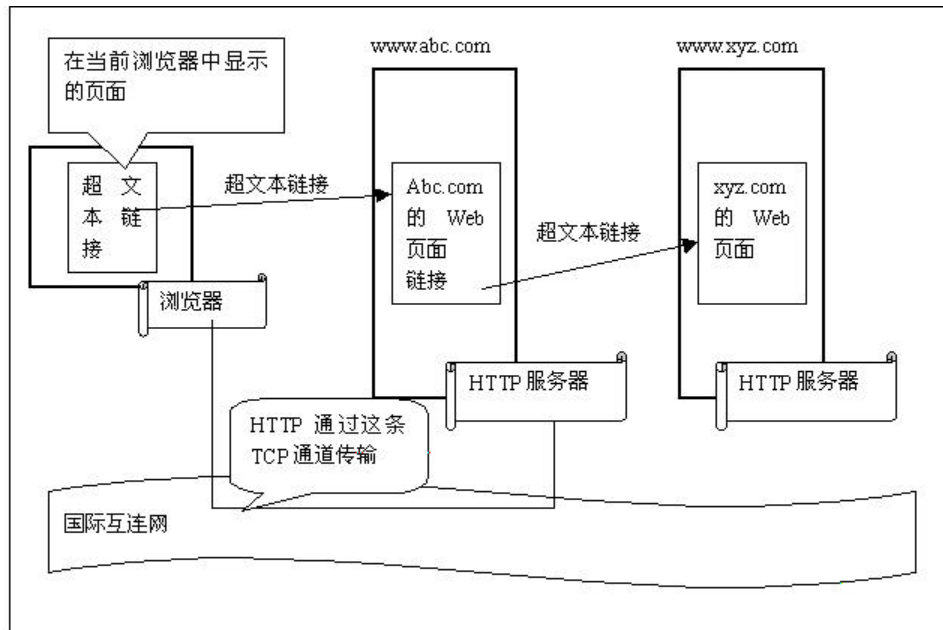 www.abc.com
www.xyz.com
在当前浏览器中显示
的页面
超 文
本 链
接
超文本链接
Abc.com
的 Web
页面
链接
超文本链接
xyz.com
的 Web
页面
浏览器
HTTP 服务器
HTTP 服务器
HTTP 通过这条
TCP 通道传输
国际互连网